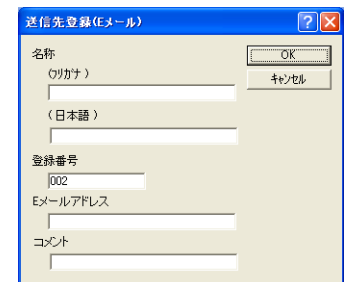 送信先登録(Eメール)
名称
OK
(フリガナ)
キャンセル
(日本語)
登録番号
002
Eメールアドレス
コメント